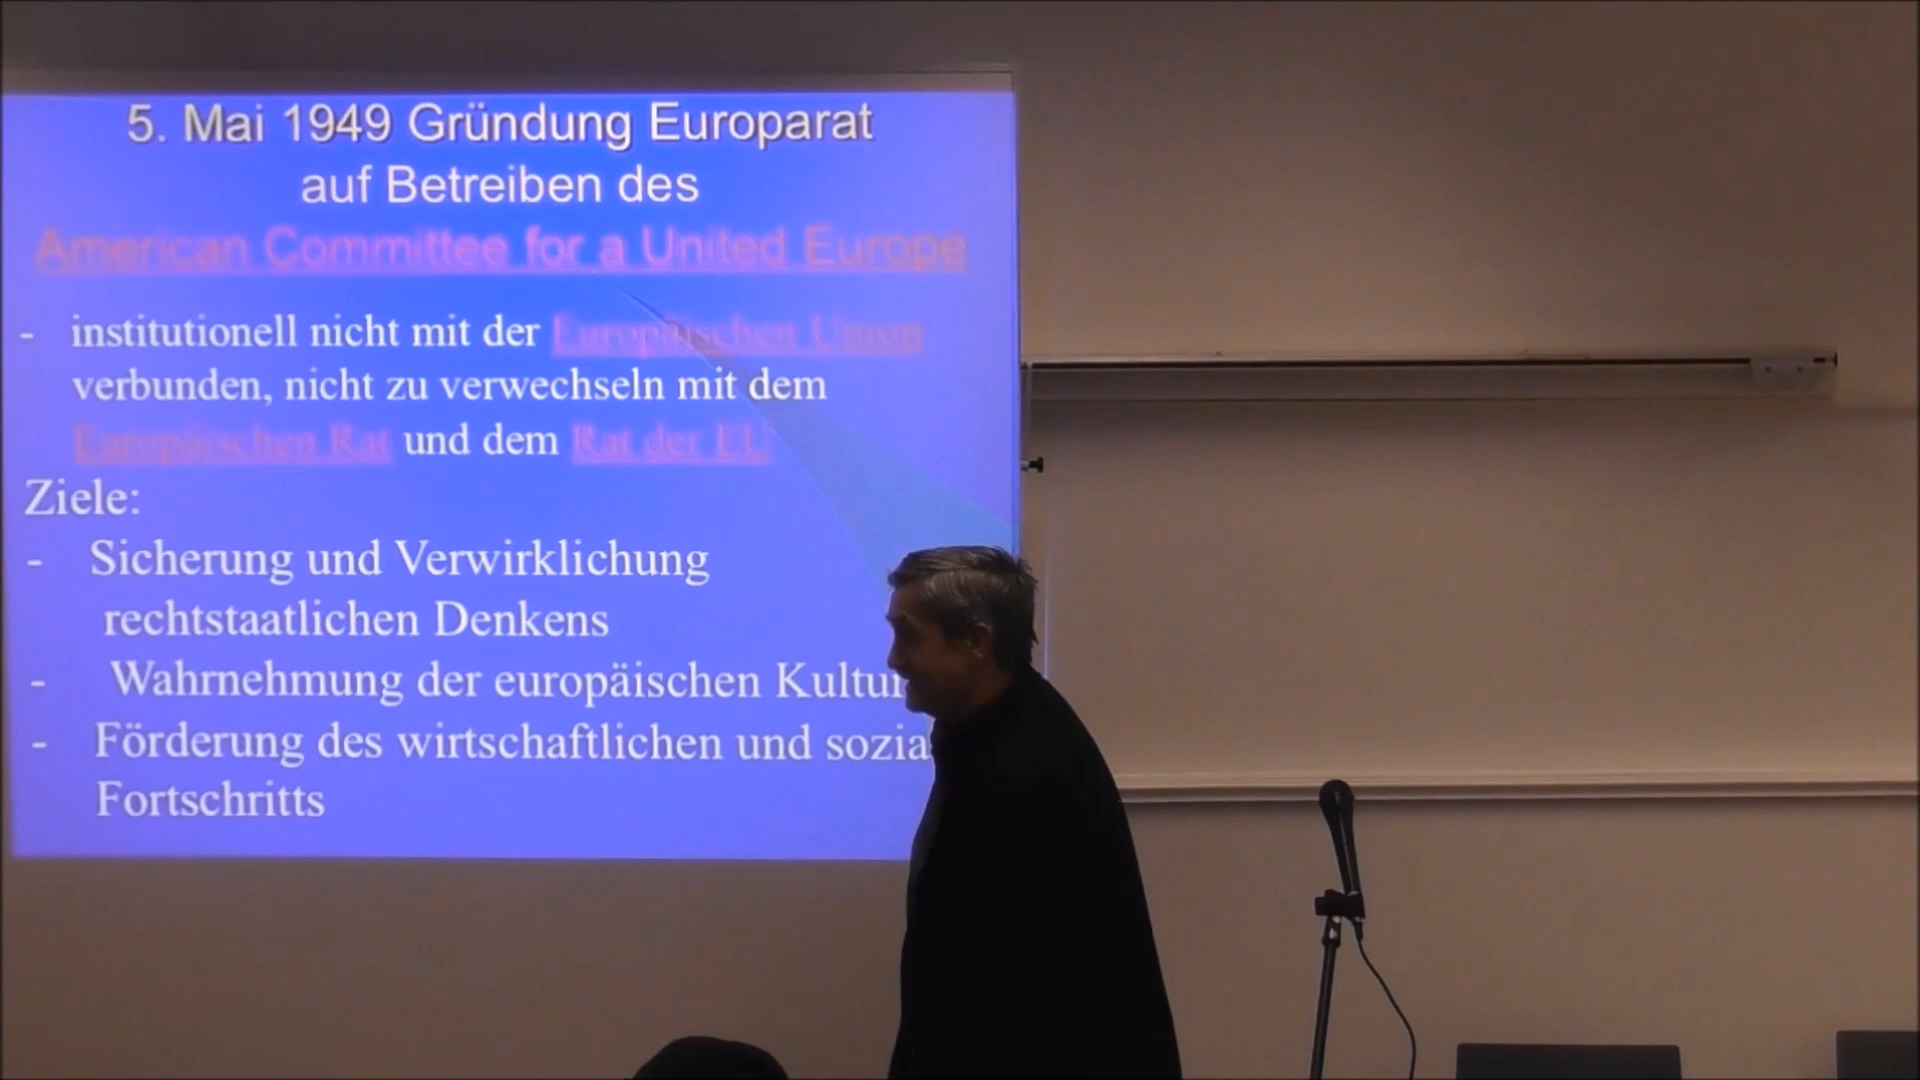 5. Mai 1949 Gründung Europarat
auf Betreiben des
American Committee for a United Europe
- institutionell nicht mit der Europäischen Union
verbunden, nicht zu verwechseln mit dem
Europäischen Rat und dem Rat der EU
Ziele:
- Sicherung und Verwirklichung
rechtstaatlichen Denkens
- Wahrnehmung der europäischen Kultur
- Förderung des wirtschaftlichen und sozia
Fortschritts